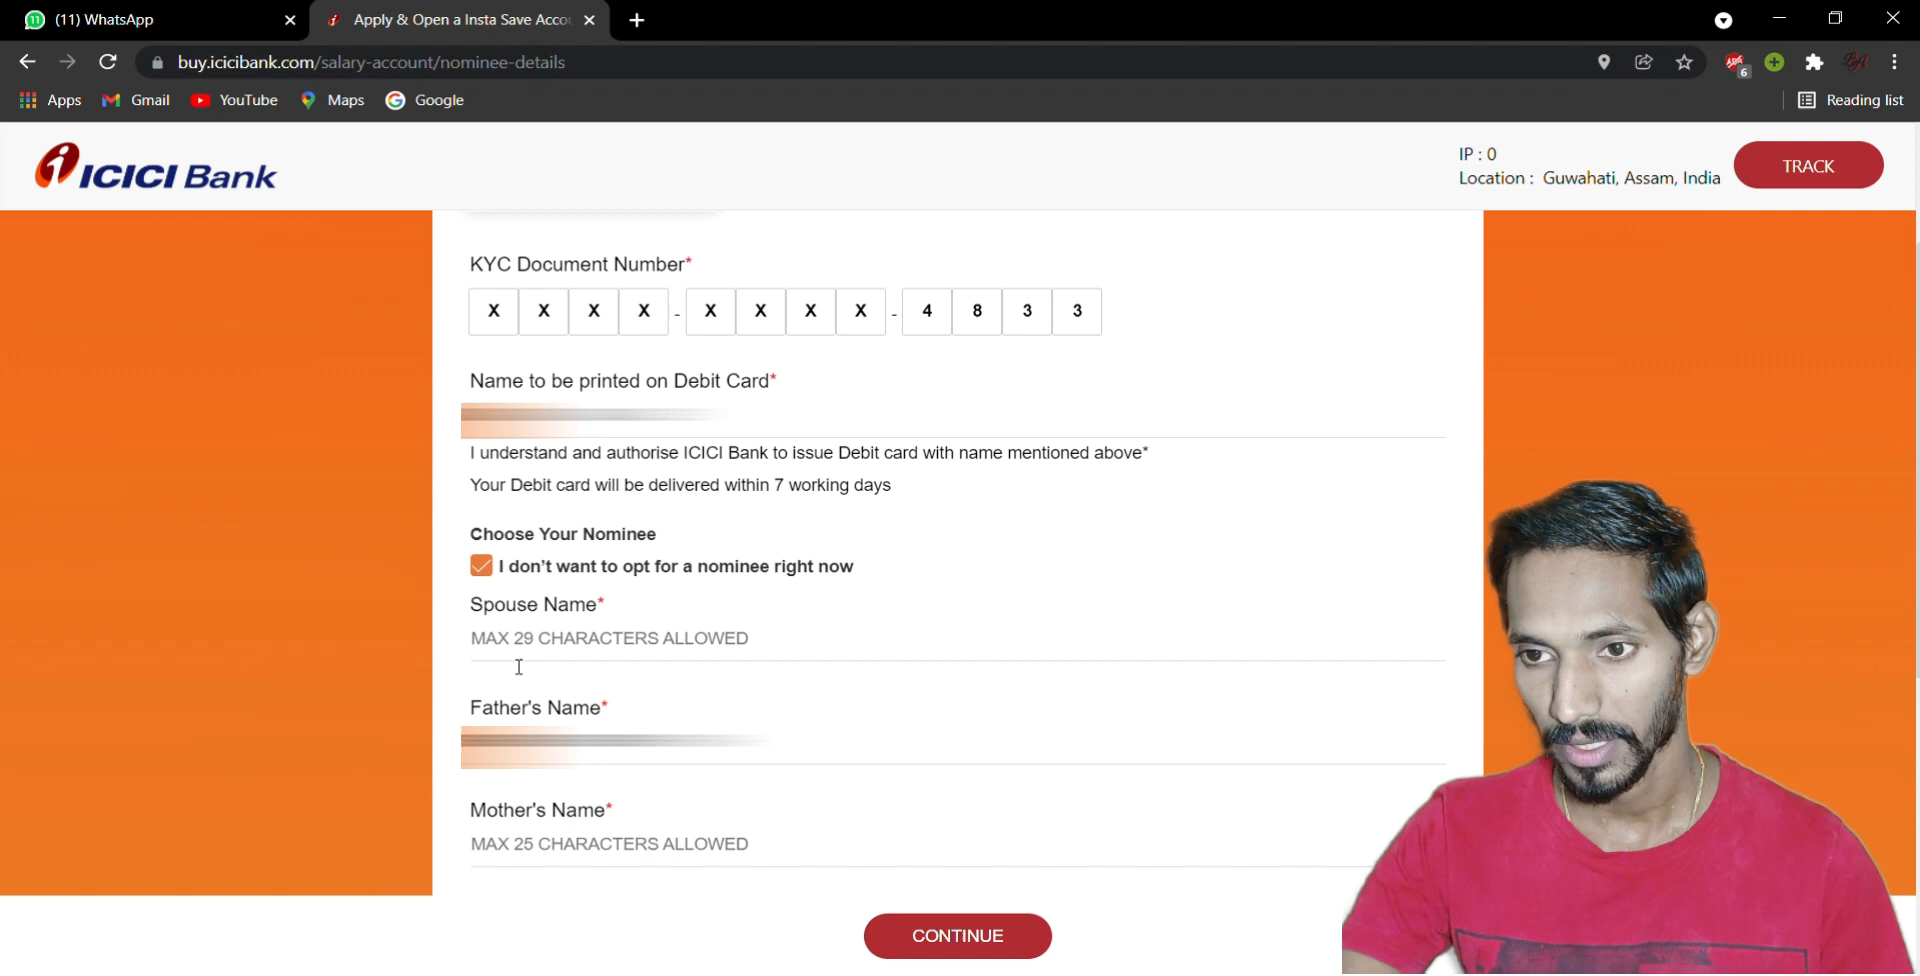 (11) WhatsApp
Apply & Open a Insta Save Acco
buy.icicibank.com/salary-account/nominee-details
6
Apps
Gmail
YouTube
Maps
Google
Reading list
ICICI Bank
IP : 0
Location : Guwahati, Assam, India
TRACK
KYC Document Number*
X X X X - X X X X - 4 8 3 3
Name to be printed on Debit Card*
I understand and authorise ICICI Bank to issue Debit card with name mentioned above*
Your Debit card will be delivered within 7 working days
Choose Your Nominee
I don't want to opt for a nominee right now
Spouse Name*
MAX 29 CHARACTERS ALLOWED
Father's Name*
Mother's Name*
MAX 25 CHARACTERS ALLOWED
CONTINUE